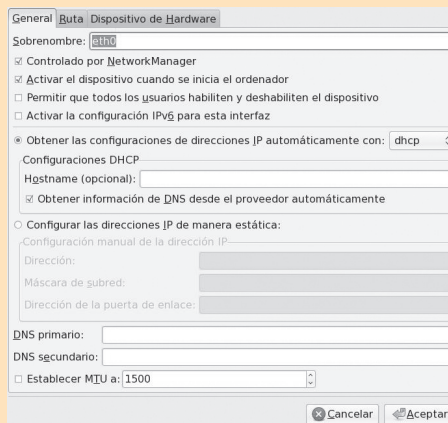 General Ruta Dispositivo de Hardware
Sobrenombre: eth0
Controlado por NetworkManager
Activar el dispositivo cuando se inicia el ordenador
Permitir que todos los usuarios habiliten y deshabiliten el dispositivo
Activar la configuración IPv6 para esta interfaz
Obtener las configuraciones de direcciones IP automáticamente con: dhcp
Configuraciones DHCP
Hostname (opcional):
Obtener información de DNS desde el proveedor automáticamente
Configurar las direcciones IP de manera estática:
Configuración manual de la dirección IP
Dirección:
Máscara de subred:
Dirección de la puerta de enlace:
DNS primario:
DNS secundario:
Establecer MTU a: 1500
Cancelar Aceptar